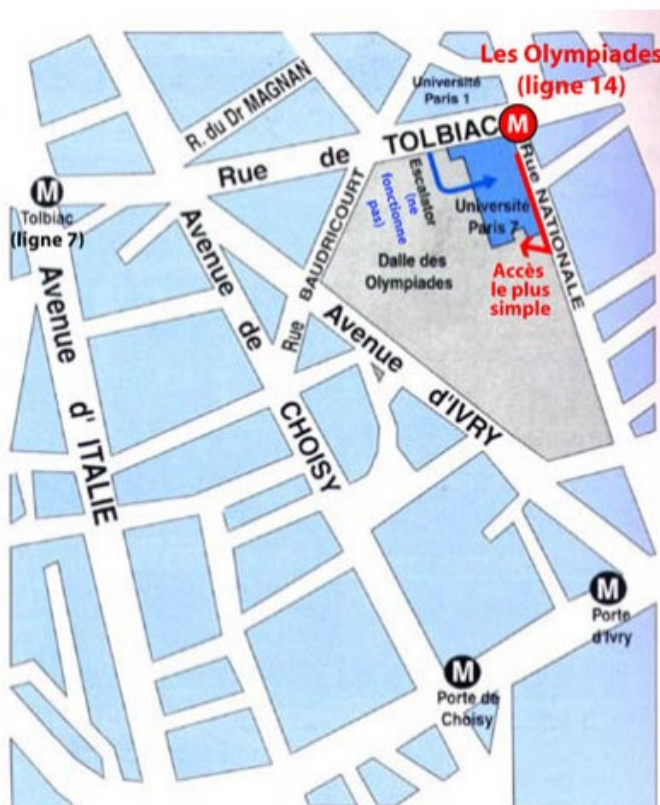 Les Olympiades
(ligne 14)
Université
Paris 1
R. du Dr MAGNAN
M
TOLBIAC
Rue de
M
Tolbiac
(ligne 7)
Escalator
(ne
fonctionne
pas)
Université
Paris 7
Rue NATIONALE
Dalle des
Olympiades
Accès
le plus
simple
Rue BAUDRICOURT
Avenue de
CHOISY
Avenue
d'IVRY
Avenue
d' ITALIE
M
Porte
d'Ivry
M
Porte de
Choisy